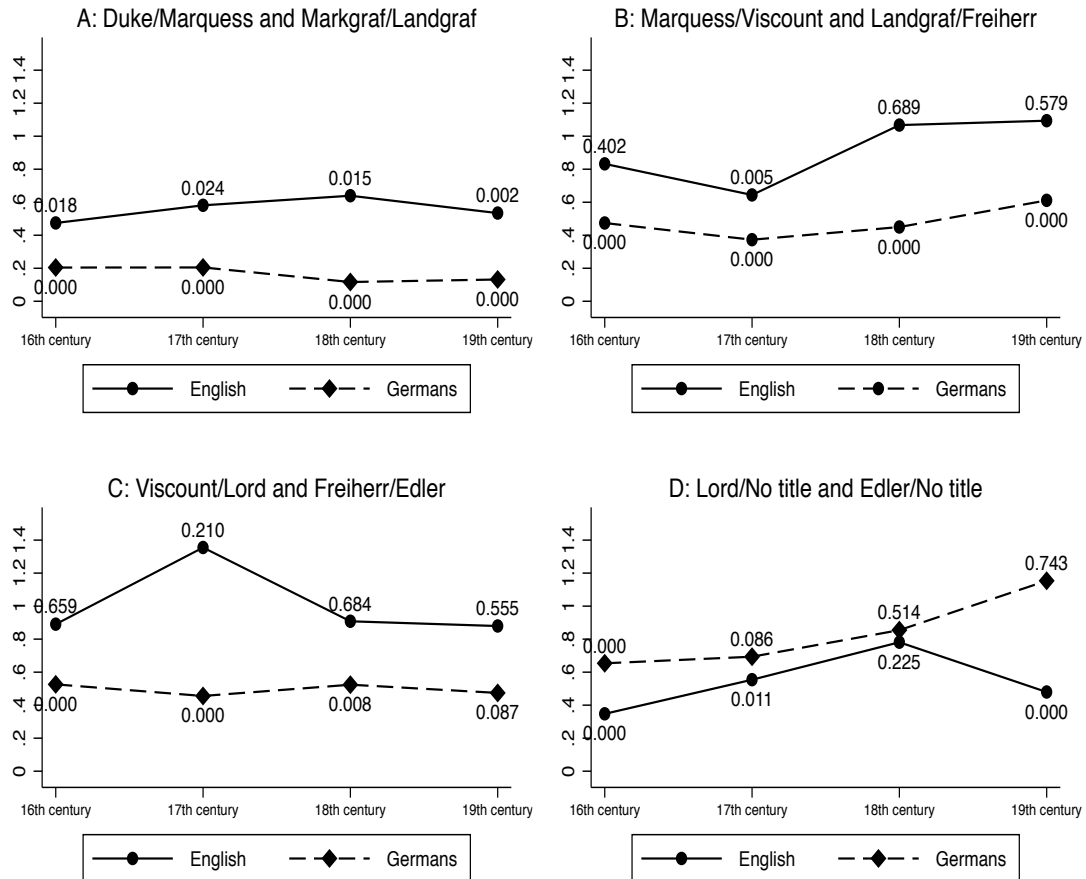 A: Duke/Marquess and Markgraf/Landgraf
0 .2 .4 .6 .8 1 1.2 1.4
0.018 0.024 0.015 0.002
0.000 0.000 0.000 0.000
16th century 17th century 18th century 19th century
English Germans
B: Marquess/Viscount and Landgraf/Freiherr
0 .2 .4 .6 .8 1 1.2 1.4
0.402 0.005 0.689 0.579
0.000 0.000 0.000 0.000
16th century 17th century 18th century 19th century
English Germans
C: Viscount/Lord and Freiherr/Edler
0 .2 .4 .6 .8 1 1.2 1.4
0.659 0.210 0.684 0.555
0.000 0.000 0.008 0.087
16th century 17th century 18th century 19th century
English Germans
D: Lord/No title and Edler/No title
0 .2 .4 .6 .8 1 1.2 1.4
0.000 0.086 0.514 0.743
0.000 0.011 0.225 0.000
16th century 17th century 18th century 19th century
English Germans